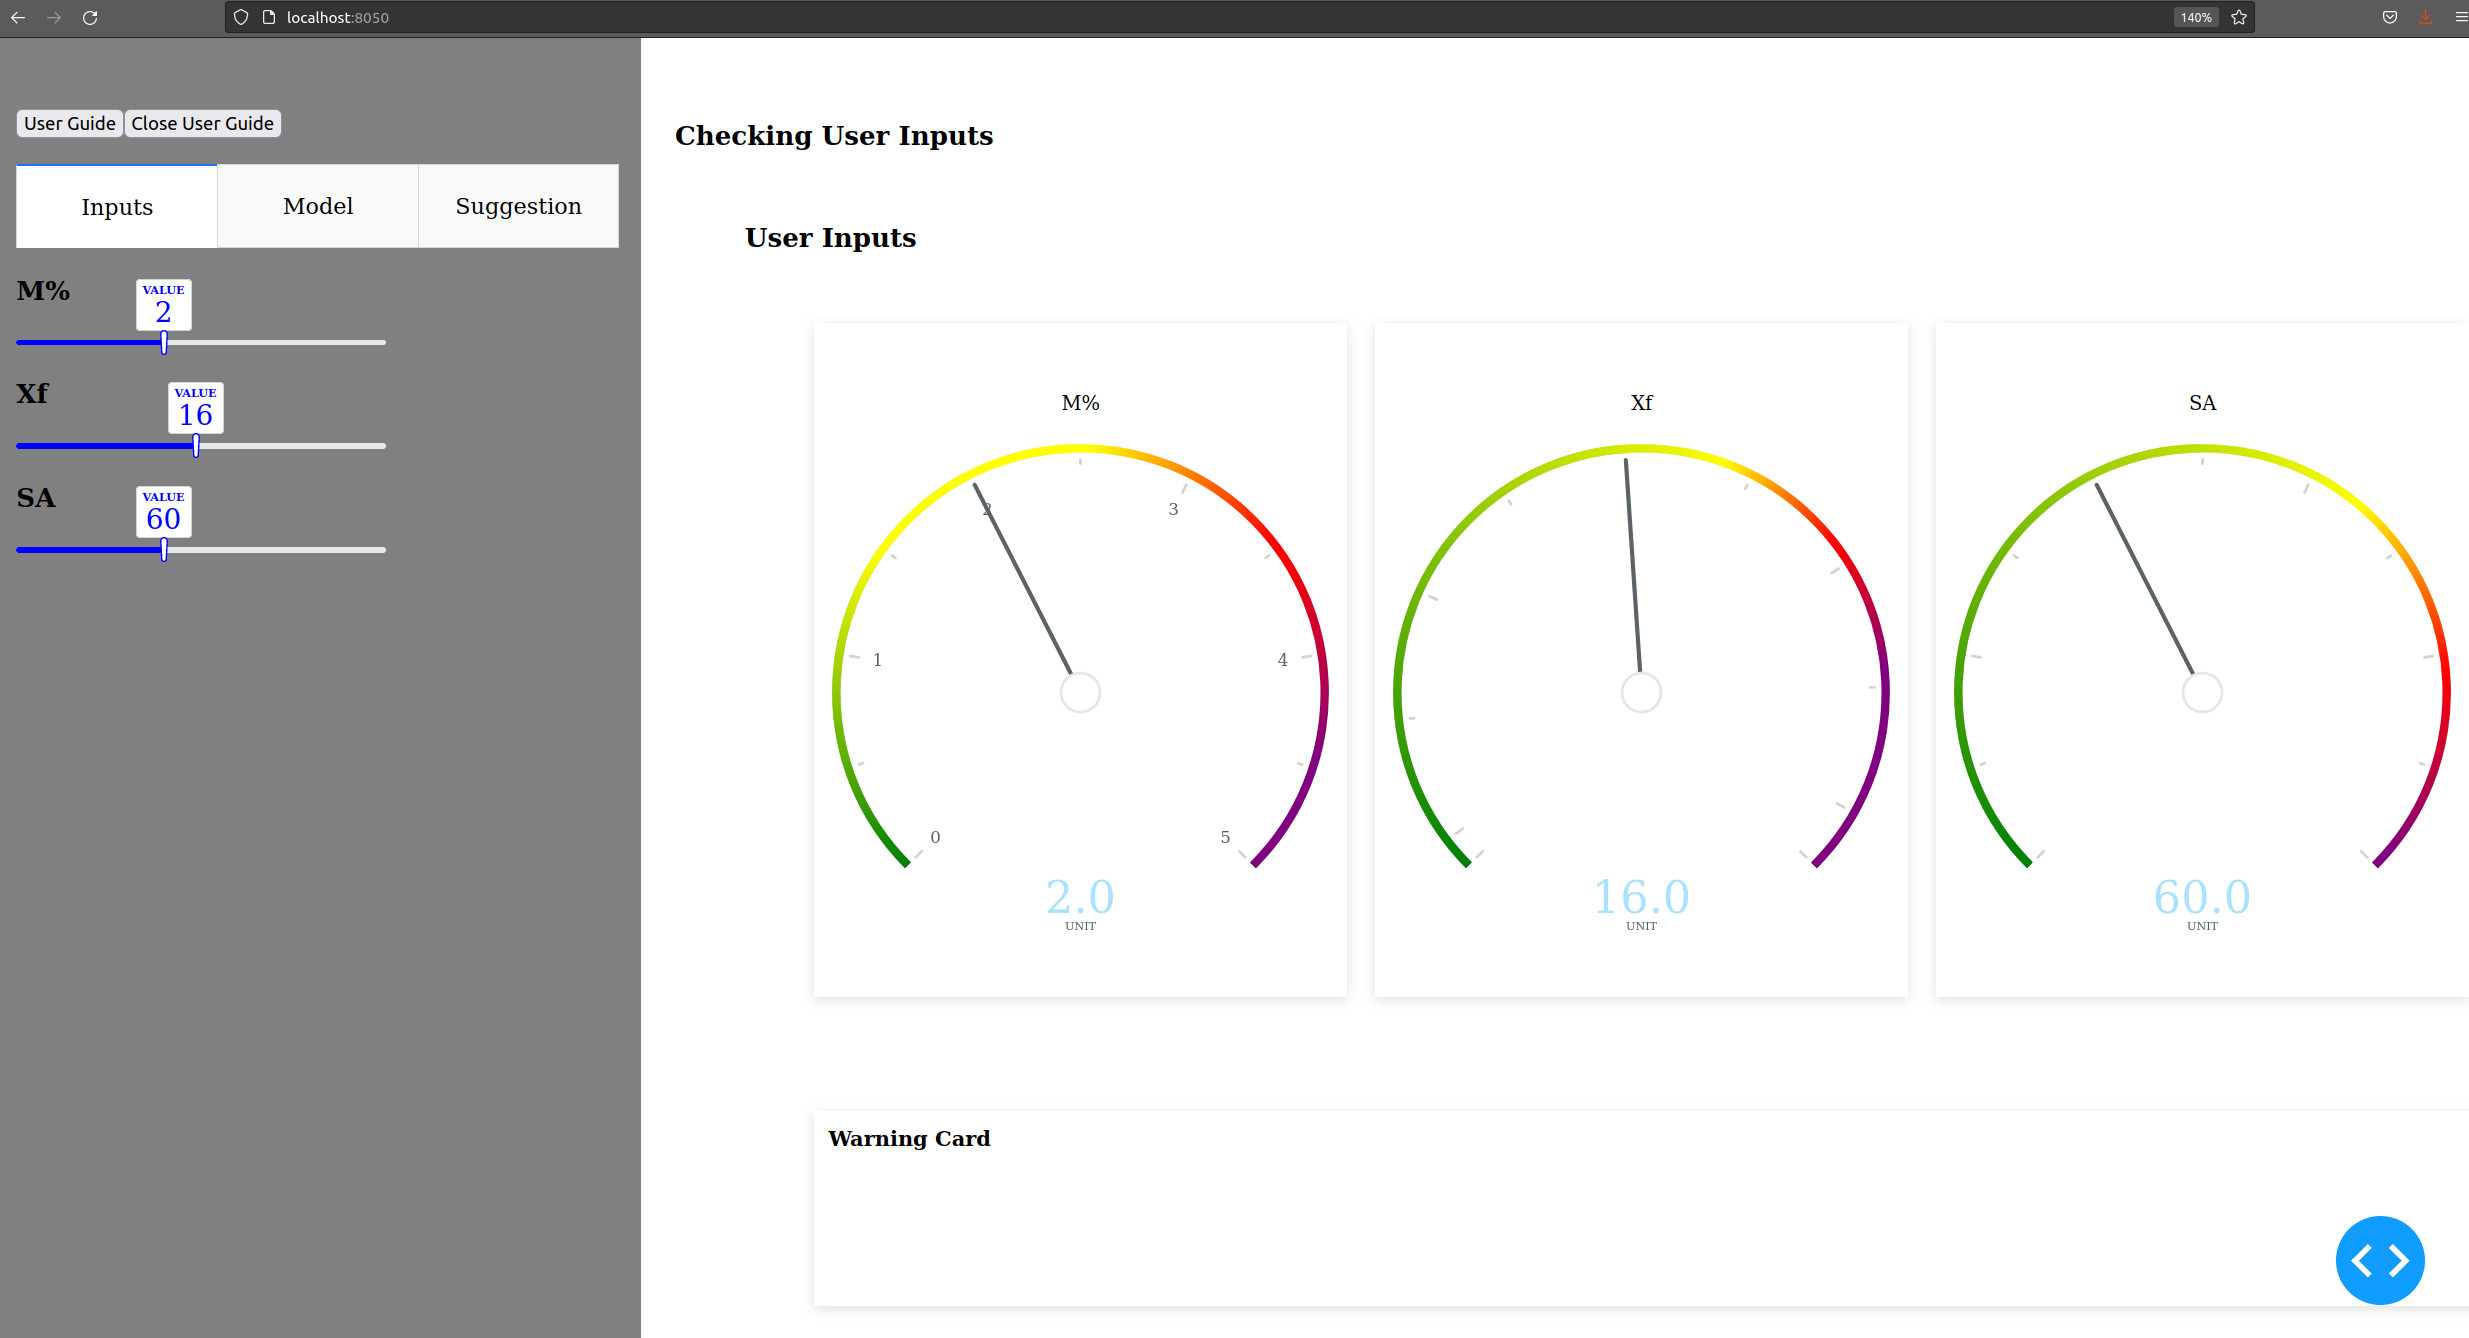 localhost:8050
140%
User Guide Close User Guide
Inputs Model Suggestion
M%
VALUE
2
Xf
VALUE
16
SA
VALUE
60
Checking User Inputs
User Inputs
M%
0
1
2
3
4
5
2.0
UNIT
Xf
16.0
UNIT
SA
60.0
UNIT
Warning Card